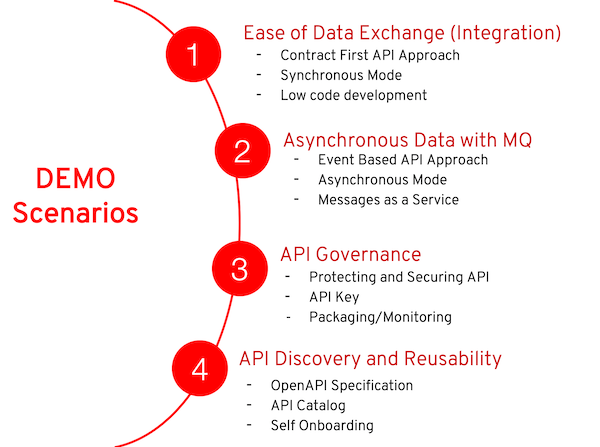 DEMO
Scenarios
1
Ease of Data Exchange (Integration)
- Contract First API Approach
- Synchronous Mode
- Low code development
2
Asynchronous Data with MQ
- Event Based API Approach
- Asynchronous Mode
- Messages as a Service
3
API Governance
- Protecting and Securing API
- API Key
- Packaging/Monitoring
4
API Discovery and Reusability
- OpenAPI Specification
- API Catalog
- Self Onboarding